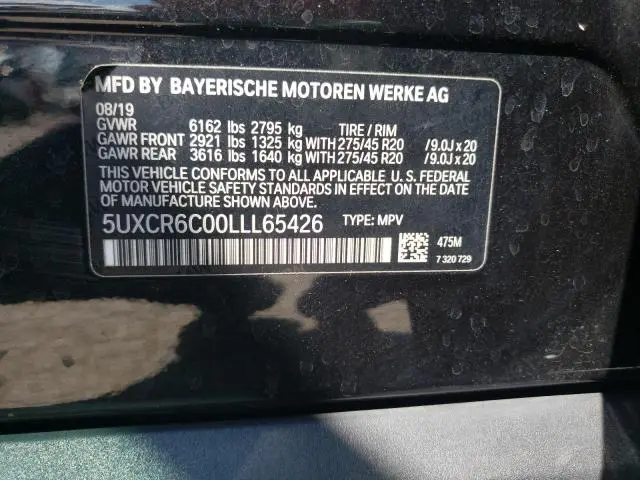 MFD BY BAYERISCHE MOTOREN WERKE AG
08/19
GVWR 6162 lbs 2795 kg TIRE / RIM
GAWR FRONT 2921 lbs 1325 kg WITH 275/45 R20 /9.0J x 20
GAWR REAR 3616 lbs 1640 kg WITH 275/45 R20 /9.0J x 20
THIS VEHICLE CONFORMS TO ALL APPLICABLE U. S. FEDERAL
MOTOR VEHICLE SAFETY STANDARDS IN EFFECT ON THE DATE OF
MANUFACTURE SHOWN ABOVE.
5UXCR6C00LLL65426 TYPE: MPV
475M
7 320 729